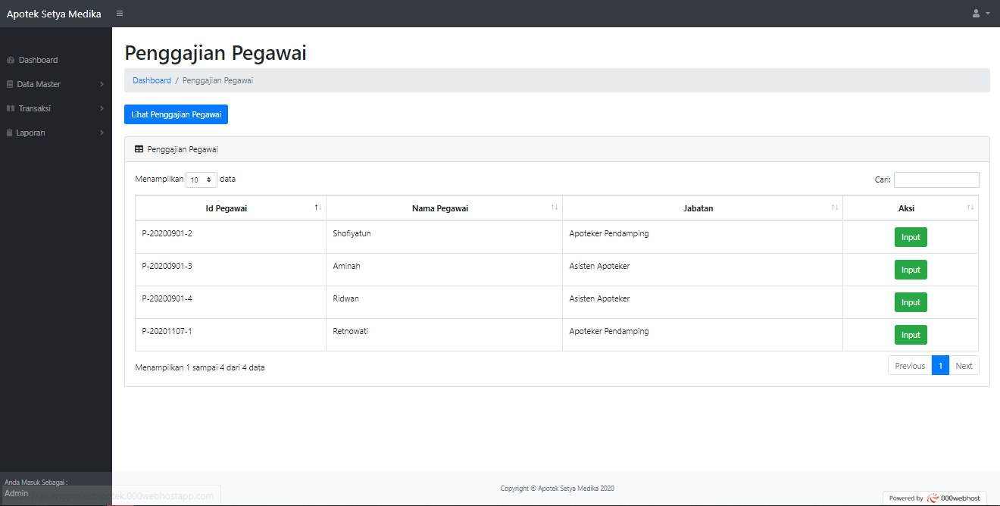 Apotek Setya Medika
Dashboard
Data Master
Transaksi
Laporan
Penggajian Pegawai
Dashboard / Penggajian Pegawai
Lihat Penggajian Pegawai
Penggajian Pegawai
Menampilkan 10 data
Cari:
Id Pegawai Nama Pegawai Jabatan Aksi
P-20200901-2 Shofiyatun Apoteker Pendamping Input
P-20200901-3 Aminah Asisten Apoteker Input
P-20200901-4 Ridwan Asisten Apoteker Input
P-20201107-1 Retnowati Apoteker Pendamping Input
Menampilkan 1 sampai 4 dari 4 data
Previous 1 Next
Anda Masuk Sebagai :
Admin
tek.000webhostapp.com
Copyright © Apotek Setya Medika 2020
Powered by 000webhost